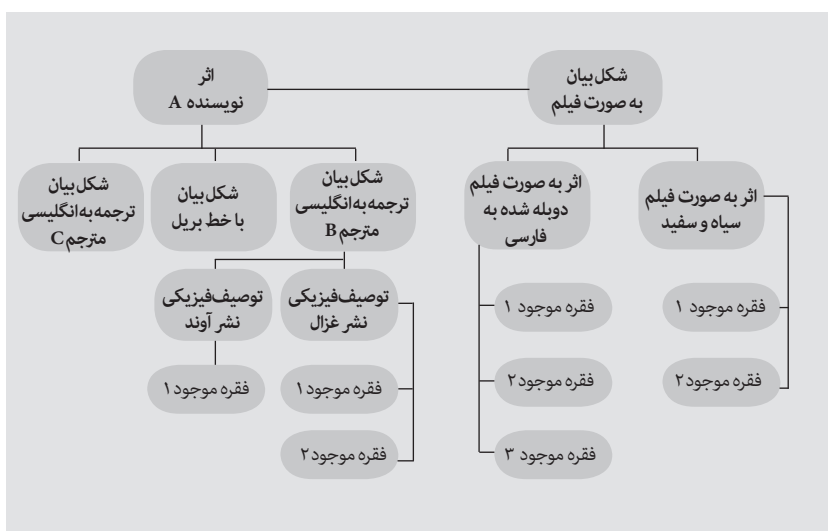 شکل بیان
به صورت فیلم
اثر
نویسنده A
اثر به صورت فیلم
سیاه و سفید
اثر به صورت فیلم
دوبله شده به
فارسی
شکل بیان
ترجمه به انگلیسی
مترجم B
شکل بیان
با خط بریل
شکل بیان
ترجمه به انگلیسی
مترجم C
توصیف فیزیکی
نشر غزال
توصیف فیزیکی
نشر آوند
فقره موجود ۱
فقره موجود ۲
فقره موجود ۱
فقره موجود ۲
فقره موجود ۳
فقره موجود ۱
فقره موجود ۲
فقره موجود ۱